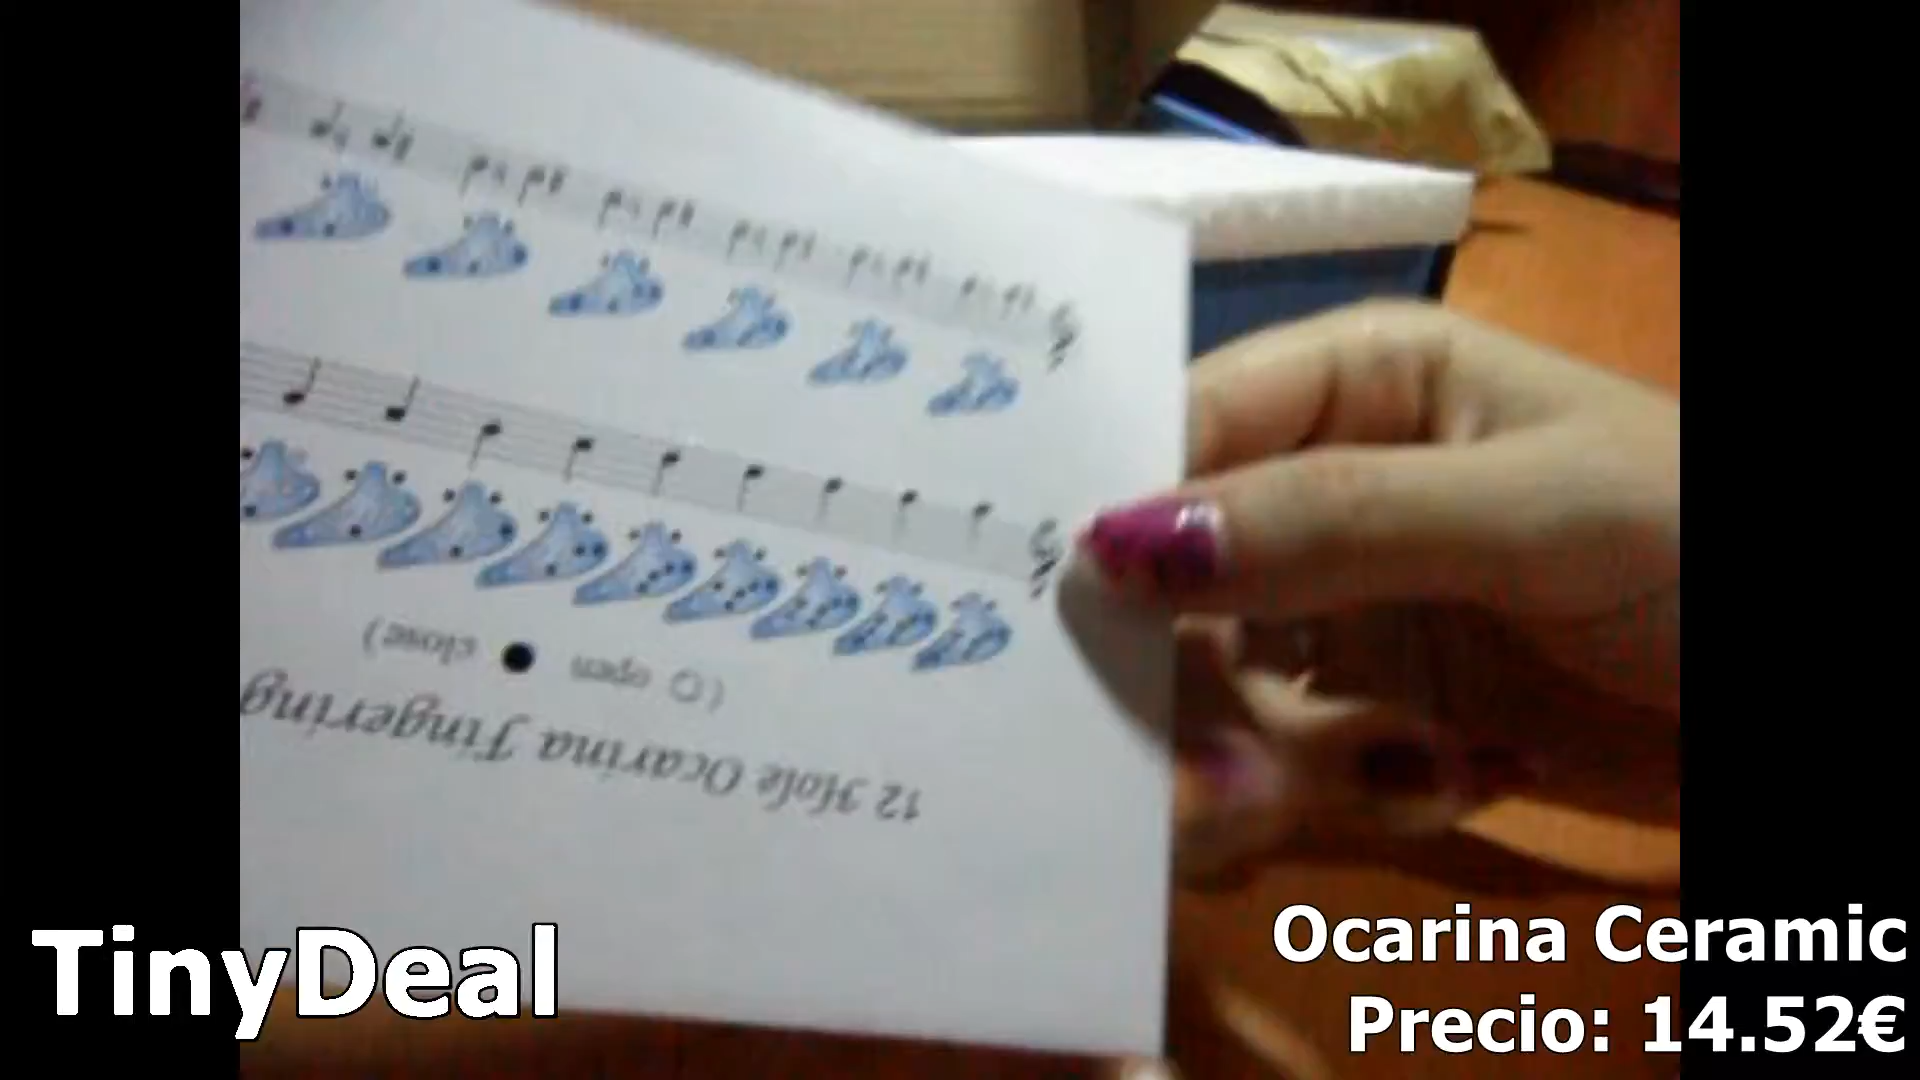 12 Hole Ocarina Fingering
( open close)
TinyDeal
Ocarina Ceramic
Precio: 14.52€